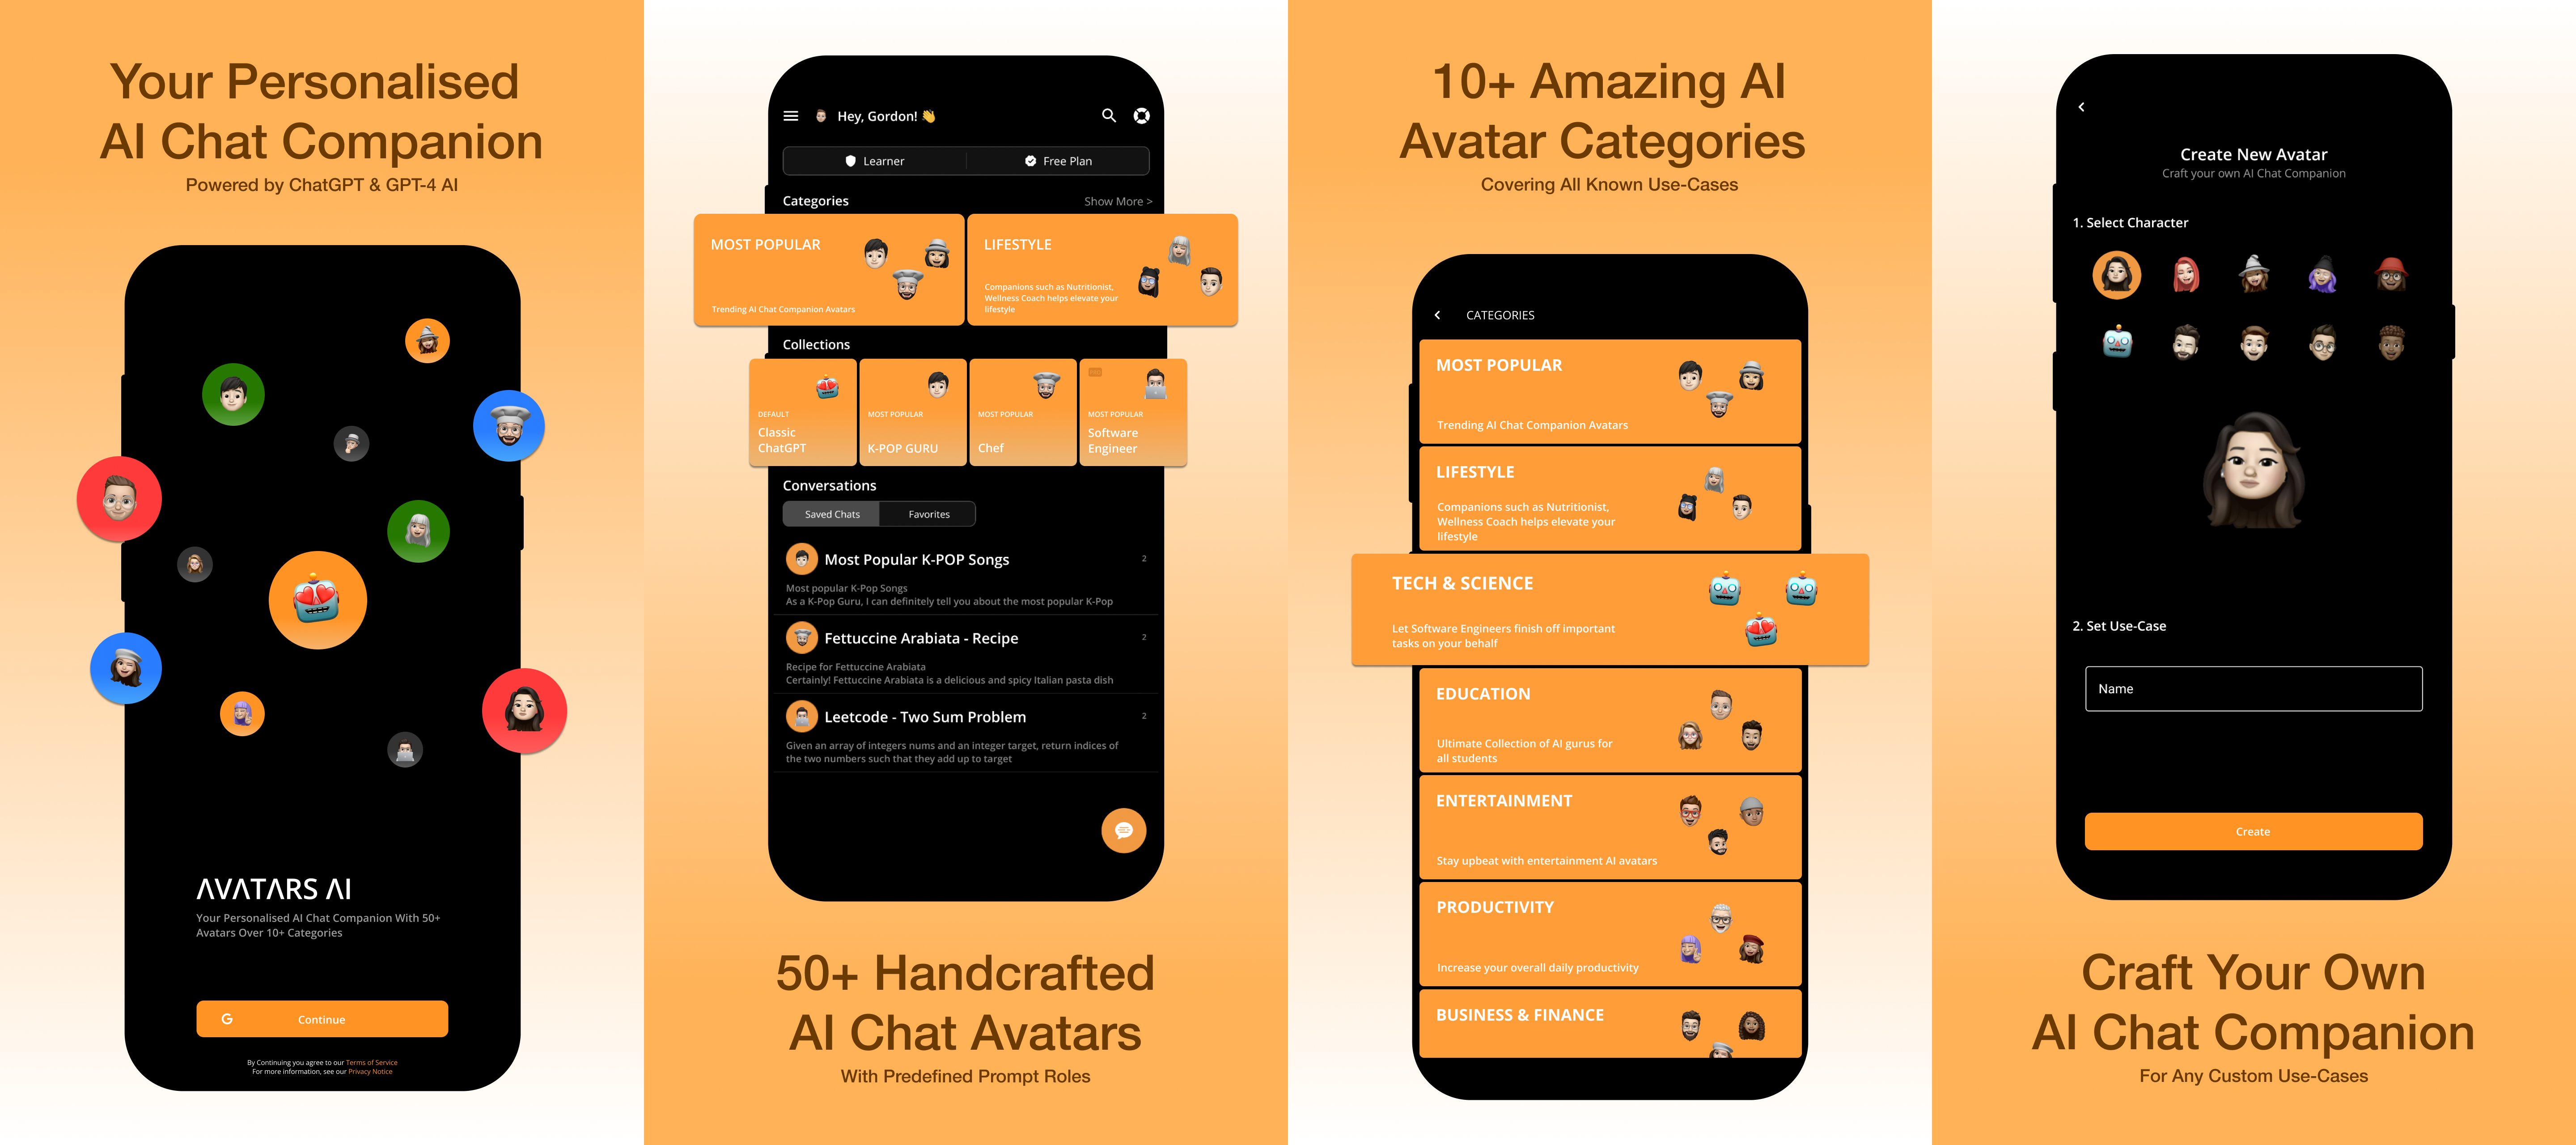 Your Personalised
AI Chat Companion
Powered by ChatGPT & GPT-4 AI
ΛVΛTΛRS ΛI
Your Personalised AI Chat Companion With 50+
Avatars Over 10+ Categories
G
Continue
By Continuing you agree to our Terms of Service
For more information, see our Privacy Notice
Hey, Gordon! 👋
Learner
Free Plan
Categories
Show More >
MOST POPULAR
Trending AI Chat Companion Avatars
LIFESTYLE
Companions such as Nutritionist,
Wellness Coach helps elevate your
lifestyle
Collections
DEFAULT
Classic
ChatGPT
MOST POPULAR
K-POP GURU
MOST POPULAR
Chef
MOST POPULAR
Software
Engineer
Conversations
Saved Chats
Favorites
Most Popular K-POP Songs
2
Most popular K-Pop Songs
As a K-Pop Guru, I can definitely tell you about the most popular K-Pop
Fettuccine Arabiata - Recipe
2
Recipe for Fettuccine Arabiata
Certainly! Fettuccine Arabiata is a delicious and spicy Italian pasta dish
Leetcode - Two Sum Problem
2
Given an array of integers nums and an integer target, return indices of
the two numbers such that they add up to target
50+ Handcrafted
AI Chat Avatars
With Predefined Prompt Roles
10+ Amazing AI
Avatar Categories
Covering All Known Use-Cases
CATEGORIES
MOST POPULAR
Trending AI Chat Companion Avatars
LIFESTYLE
Companions such as Nutritionist,
Wellness Coach helps elevate your
lifestyle
TECH & SCIENCE
Let Software Engineers finish off important
tasks on your behalf
EDUCATION
Ultimate Collection of AI gurus for
all students
ENTERTAINMENT
Stay upbeat with entertainment AI avatars
PRODUCTIVITY
Increase your overall daily productivity
BUSINESS & FINANCE
Create New Avatar
Craft your own AI Chat Companion
1. Select Character
2. Set Use-Case
Name
Create
Craft Your Own
AI Chat Companion
For Any Custom Use-Cases